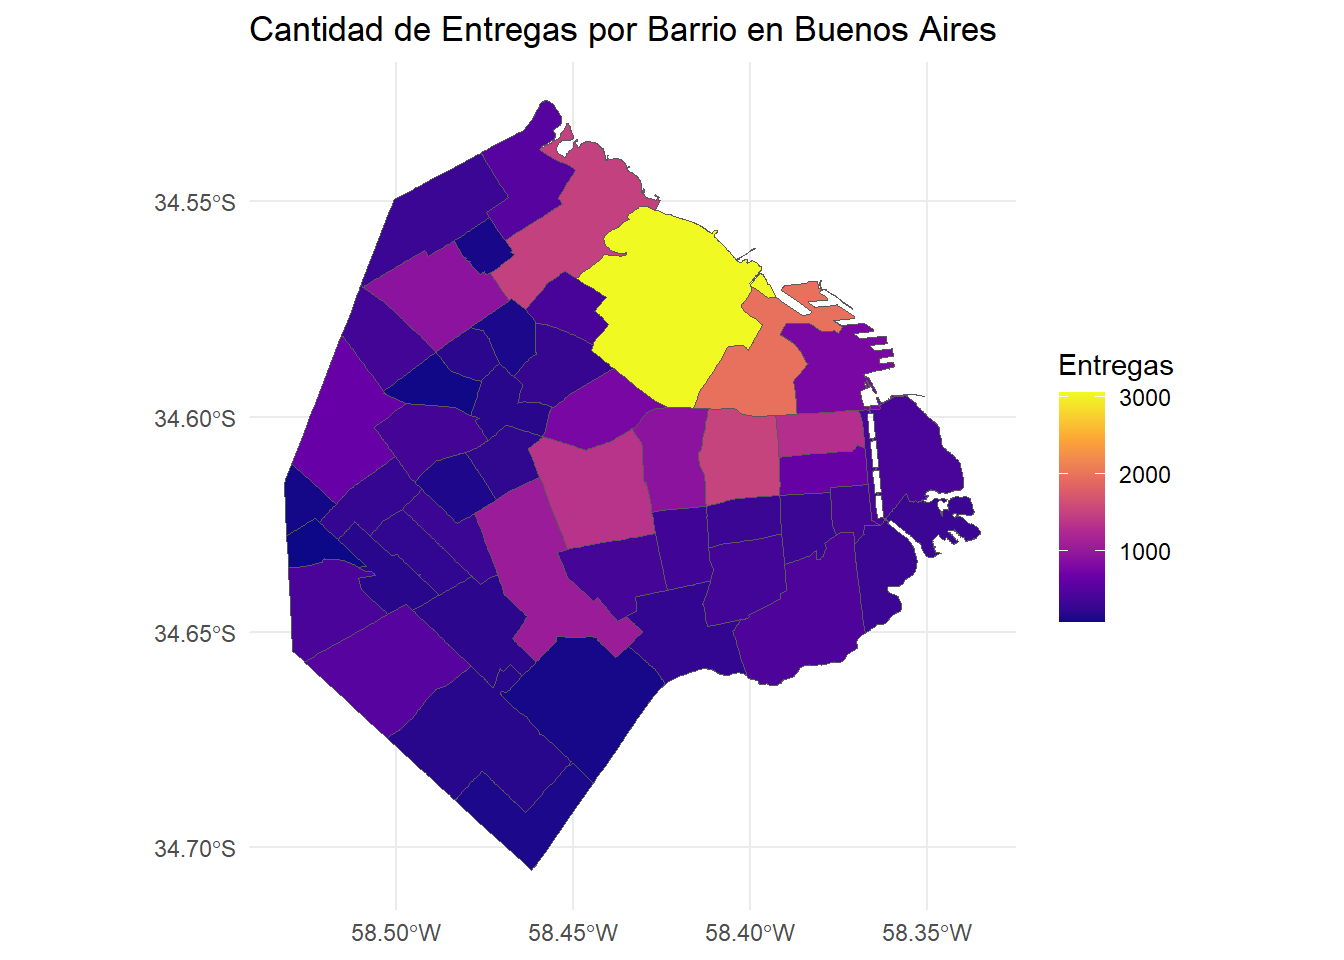 Cantidad de Entregas por Barrio en Buenos Aires
34.55°S
34.60°S
34.65°S
34.70°S
58.50°W
58.45°W
58.40°W
58.35°W
Entregas
3000
2000
1000